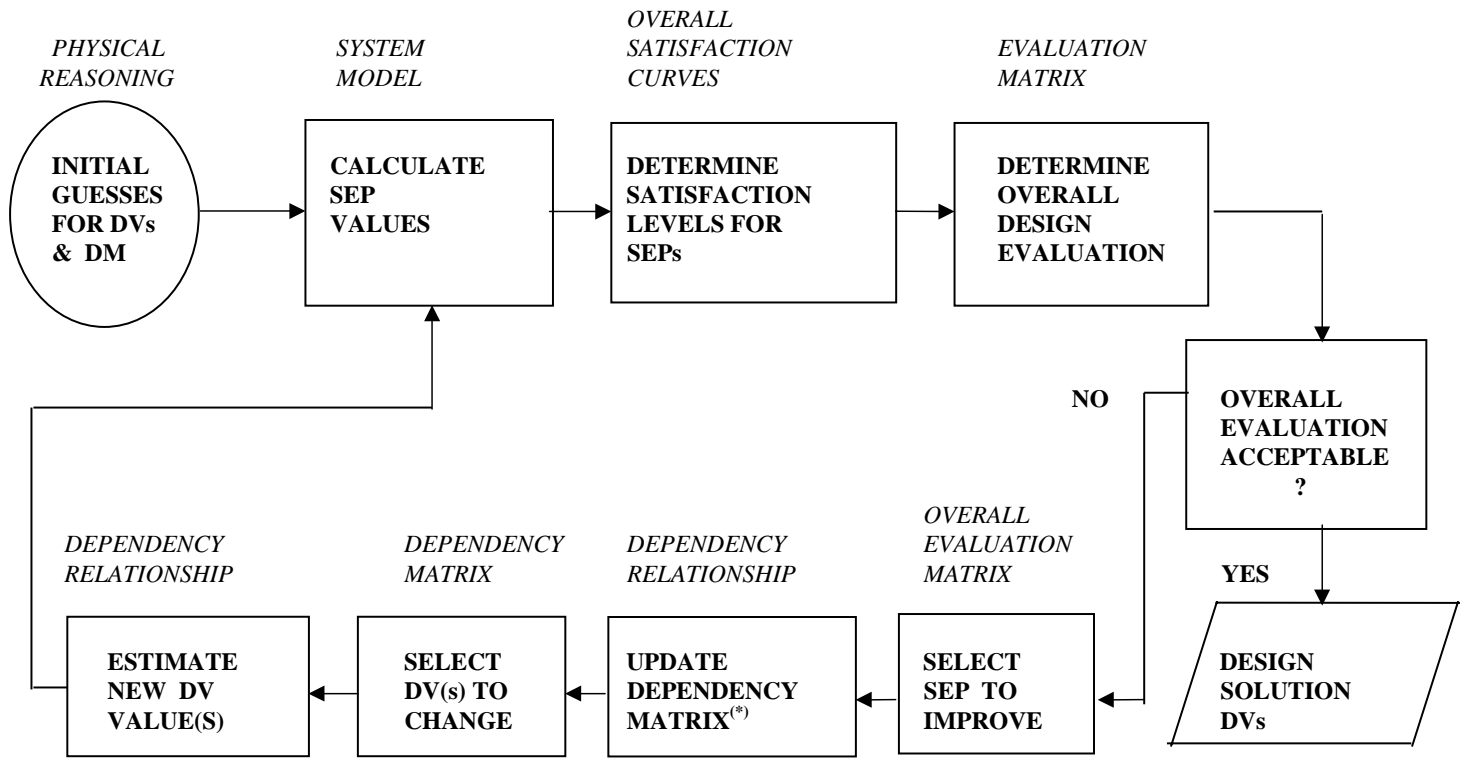 PHYSICAL
REASONING
SYSTEM
MODEL
OVERALL
SATISFACTION
CURVES
EVALUATION
MATRIX
INITIAL
GUESSES
FOR DVs
& DM
CALCULATE
SEP
VALUES
DETERMINE
SATISFACTION
LEVELS FOR
SEPs
DETERMINE
OVERALL
DESIGN
EVALUATION
NO
OVERALL
EVALUATION
ACCEPTABLE
?
YES
DEPENDENCY
RELATIONSHIP
DEPENDENCY
MATRIX
DEPENDENCY
RELATIONSHIP
OVERALL
EVALUATION
MATRIX
ESTIMATE
NEW DV
VALUE(S)
SELECT
DV(s) TO
CHANGE
UPDATE
DEPENDENCY
MATRIX(*)
SELECT
SEP TO
IMPROVE
DESIGN
SOLUTION
DVs